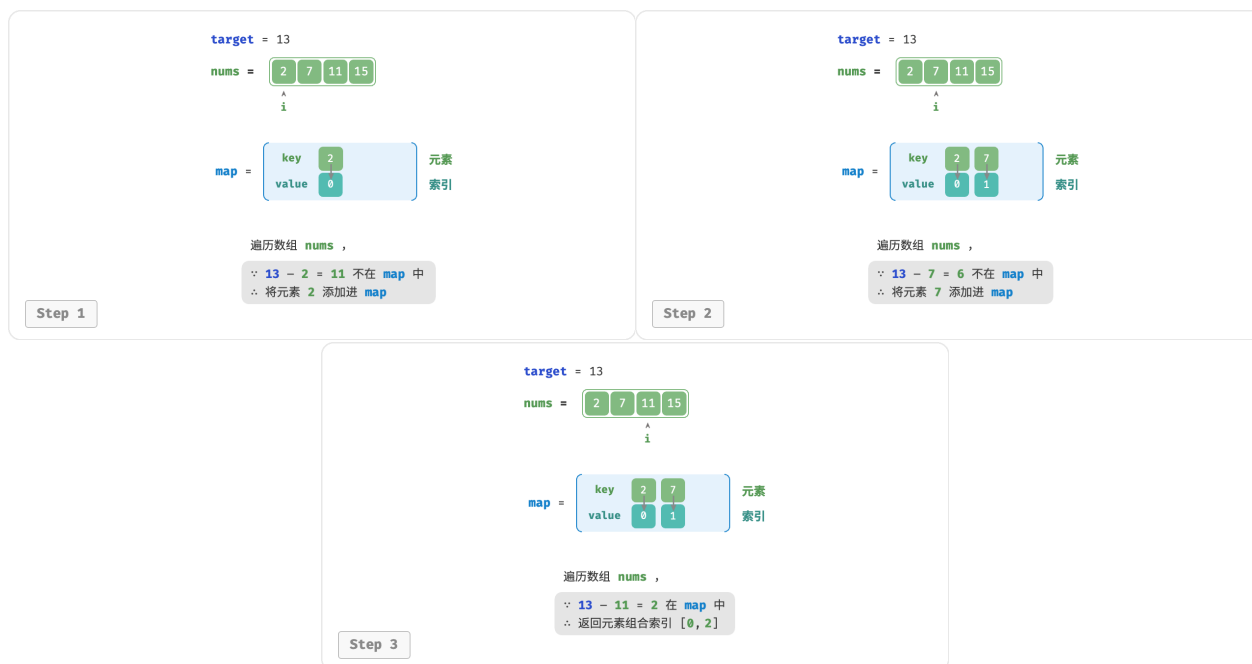 target = 13
nums = 2 7 11 15
i
key 2 元素
map =
value 0 索引
遍历数组 nums ，
∵ 13 − 2 = 11 不在 map 中
∴ 将元素 2 添加进 map
Step 1
target = 13
nums = 2 7 11 15
i
key 2 7 元素
map =
value 0 1 索引
遍历数组 nums ，
∵ 13 − 7 = 6 不在 map 中
∴ 将元素 7 添加进 map
Step 2
target = 13
nums = 2 7 11 15
i
key 2 7 元素
map =
value 0 1 索引
遍历数组 nums ，
∵ 13 − 11 = 2 在 map 中
∴ 返回元素组合索引 [0,2]
Step 3